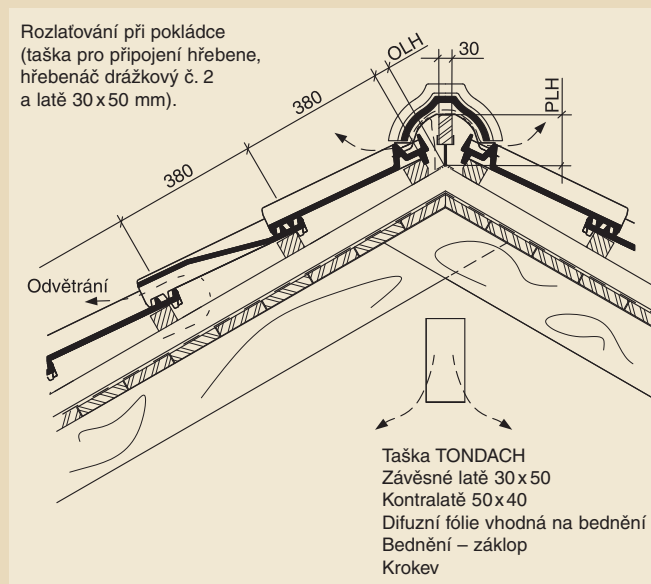 Rozlaťování při pokládce
(taška pro připojení hřebene,
hřebenáč drážkový č. 2
a latě 30 x 50 mm).
OLH
30
PLH
380
380
Odvětrání
Taška TONDACH
Závěsné latě 30 x 50
Kontralatě 50 x 40
Difuzní fólie vhodná na bednění
Bednění – záklop
Krokev